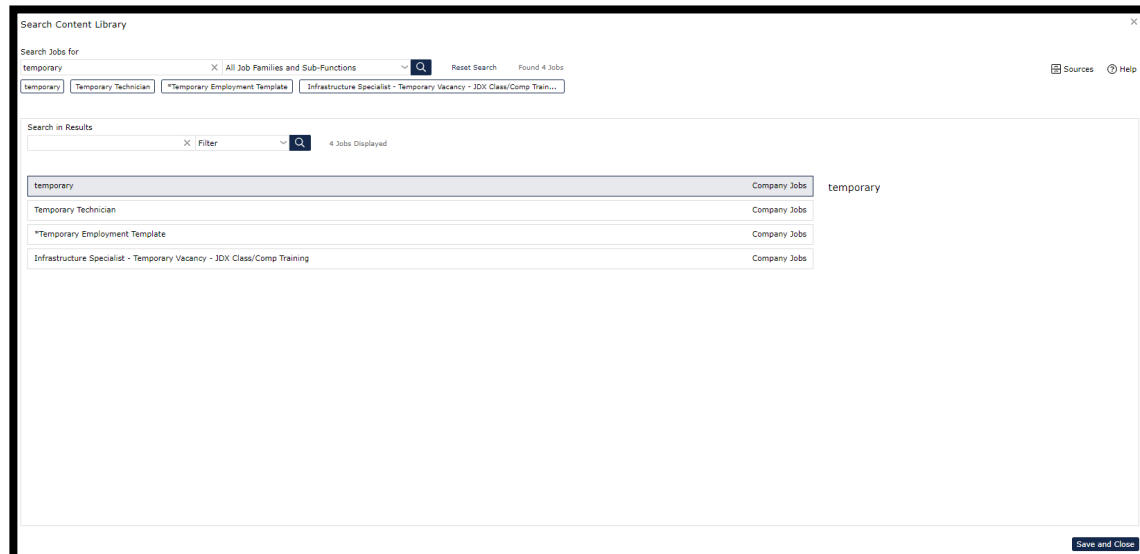 Search Content Library
Search Jobs for
temporary All Job Families and Sub-Functions Reset Search Found 4 Jobs
Sources Help
temporary Temporary Technician *Temporary Employment Template Infrastructure Specialist - Temporary Vacancy - JDX Class/Comp Train...
Search in Results
Filter 4 Jobs Displayed
temporary Company Jobs temporary
Temporary Technician Company Jobs
*Temporary Employment Template Company Jobs
Infrastructure Specialist - Temporary Vacancy - JDX Class/Comp Training Company Jobs
Save and Close